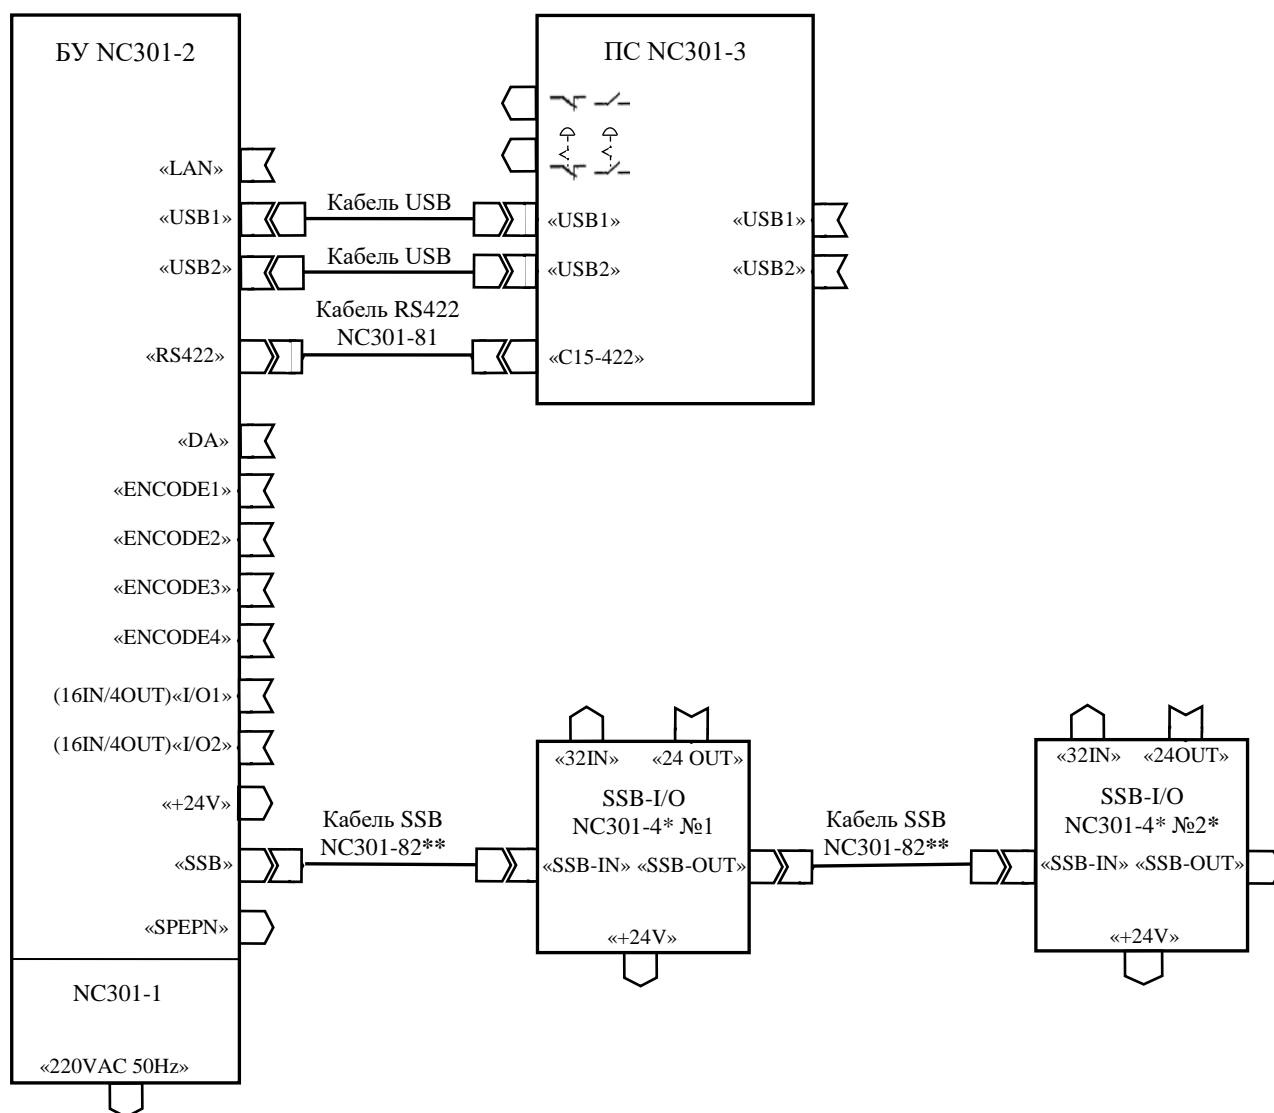 БУ NC301-2
«LAN»
«USB1»
«USB2»
«RS422»
«DA»
«ENCODE1»
«ENCODE2»
«ENCODE3»
«ENCODE4»
(16IN/4OUT)«I/O1»
(16IN/4OUT)«I/O2»
«+24V»
«SSB»
«SPEPN»
NC301-1
«220VAC 50Hz»
Кабель USB
Кабель USB
Кабель RS422
NC301-81
ПС NC301-3
«USB1»
«USB2»
«C15-422»
«USB1»
«USB2»
Кабель SSB
NC301-82**
«32IN» «24 OUT»
SSB-I/O
NC301-4* №1
«SSB-IN» «SSB-OUT»
«+24V»
Кабель SSB
NC301-82**
«32IN» «24OUT»
SSB-I/O
NC301-4* №2*
«SSB-IN» «SSB-OUT»
«+24V»